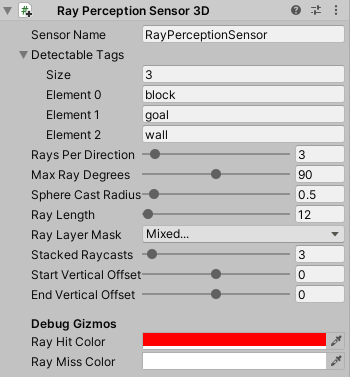 Ray Perception Sensor 3D
Sensor Name RayPerceptionSensor
Detectable Tags
Size 3
Element 0 block
Element 1 goal
Element 2 wall
Rays Per Direction 3
Max Ray Degrees 90
Sphere Cast Radius 0.5
Ray Length 12
Ray Layer Mask Mixed...
Stacked Raycasts 3
Start Vertical Offset 0
End Vertical Offset 0
Debug Gizmos
Ray Hit Color
Ray Miss Color